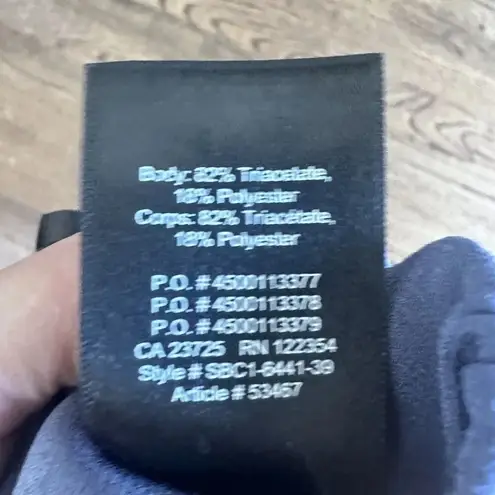 Body: 82% Triacetate,
18% Polyester
Corps: 82% Triacétate,
18% Polyester
P.O. # 4500113377
P.O. # 4500113378
P.O. # 4500113379
CA 23725 RN 122354
Style # SBC1-6441-39
Article # 53467